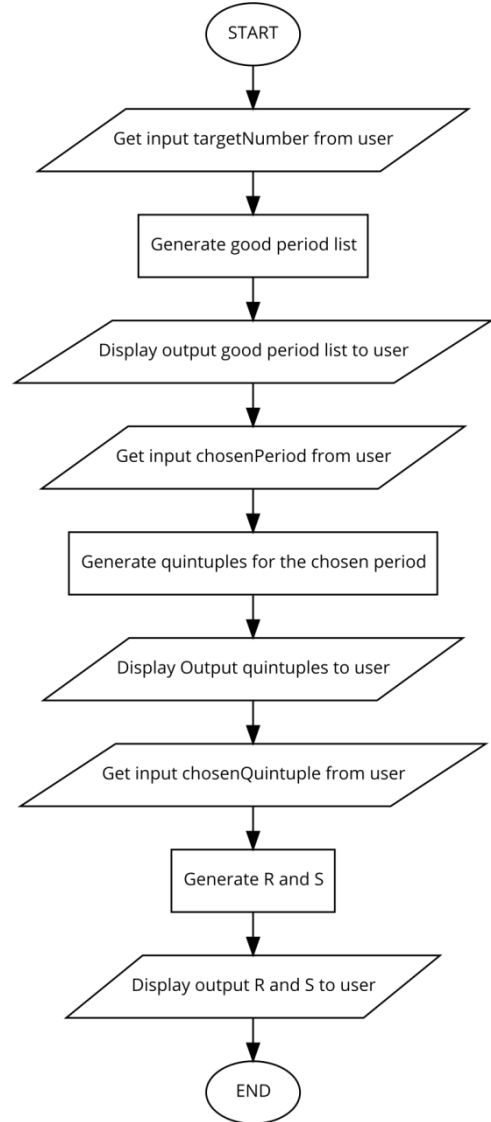 START
Get input targetNumber from user
Generate good period list
Display output good period list to user
Get input chosenPeriod from user
Generate quintuples for the chosen period
Display Output quintuples to user
Get input chosenQuintuple from user
Generate R and S
Display output R and S to user
END